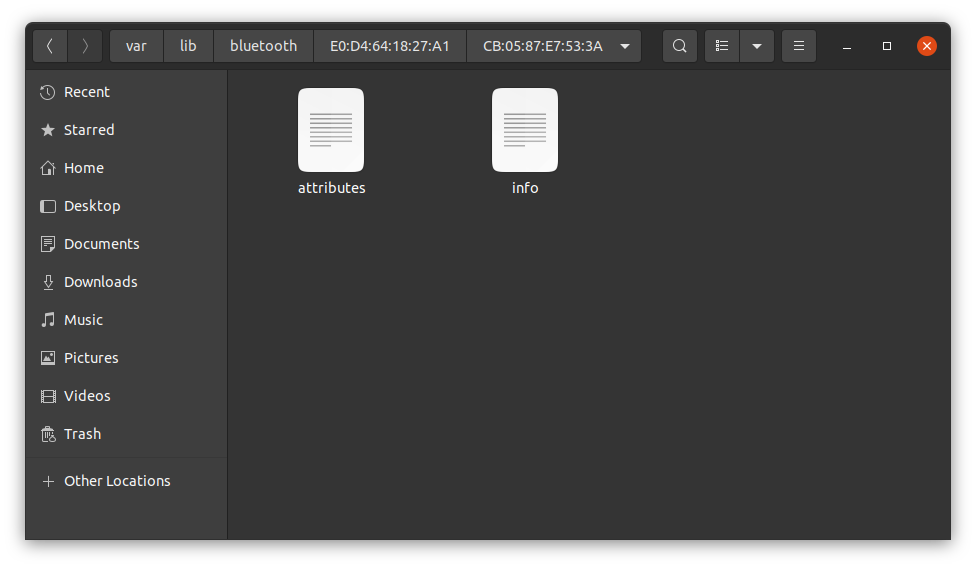 var lib bluetooth E0:D4:64:18:27:A1 CB:05:87:E7:53:3A
Recent
Starred
Home
Desktop
Documents
Downloads
Music
Pictures
Videos
Trash
Other Locations
attributes info